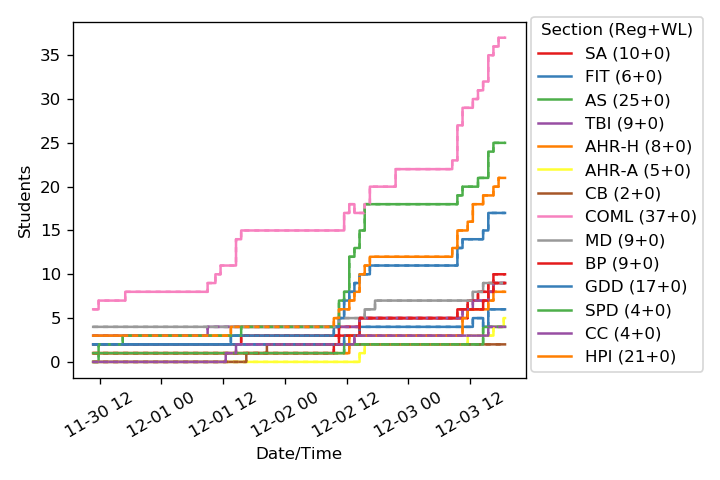 Section (Reg+WL)
SA (10+0)
FIT (6+0)
AS (25+0)
TBI (9+0)
AHR-H (8+0)
AHR-A (5+0)
CB (2+0)
COML (37+0)
MD (9+0)
BP (9+0)
GDD (17+0)
SPD (4+0)
CC (4+0)
HPI (21+0)
Students
35
30
25
20
15
10
5
0
11-30 12
12-01 00
12-01 12
12-02 00
12-02 12
12-03 00
12-03 12
Date/Time